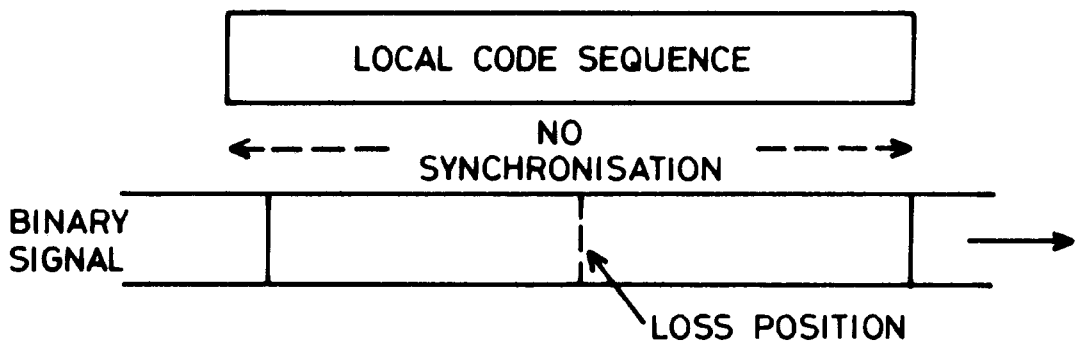 LOCAL CODE SEQUENCE
NO
SYNCHRONISATION
BINARY
SIGNAL
LOSS POSITION